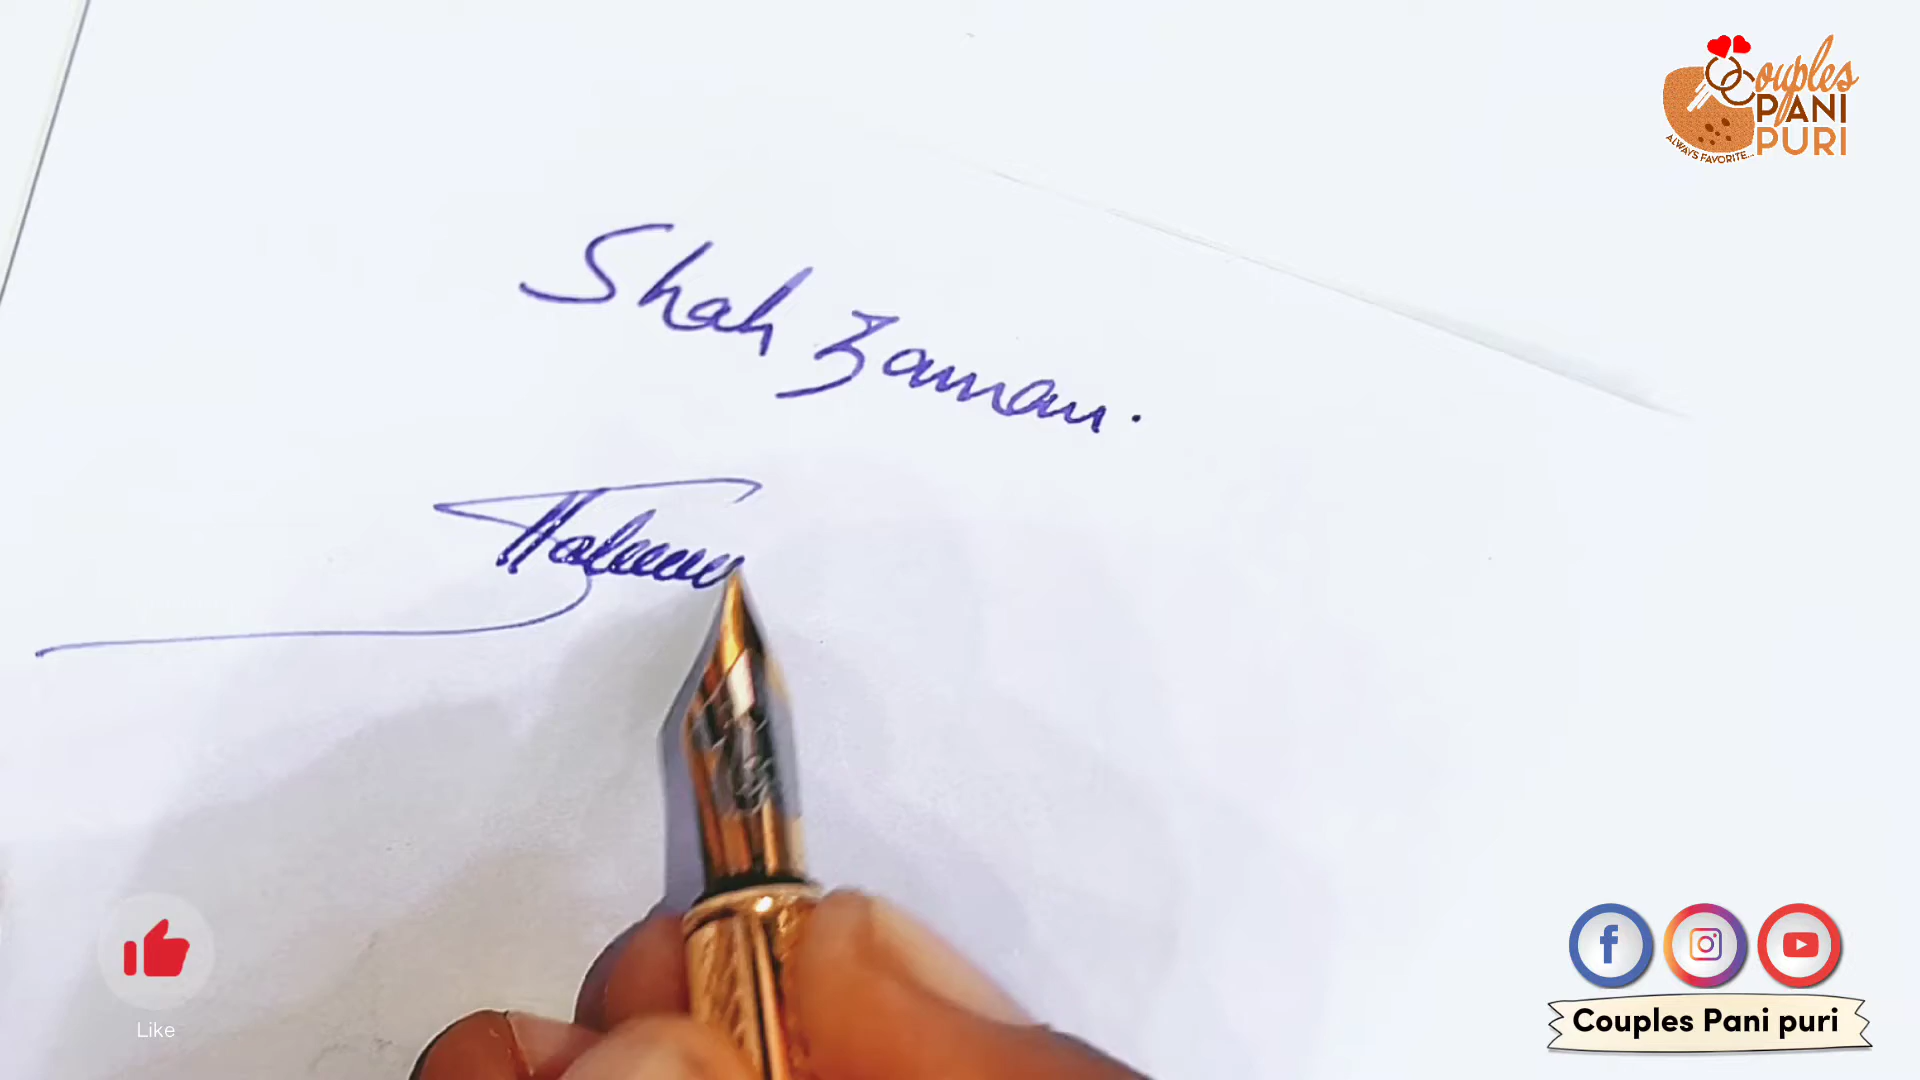 Couples
PANI
PURI
ALWAYS FAVORITE...
Shah Zaman.
Like
Couples Pani puri